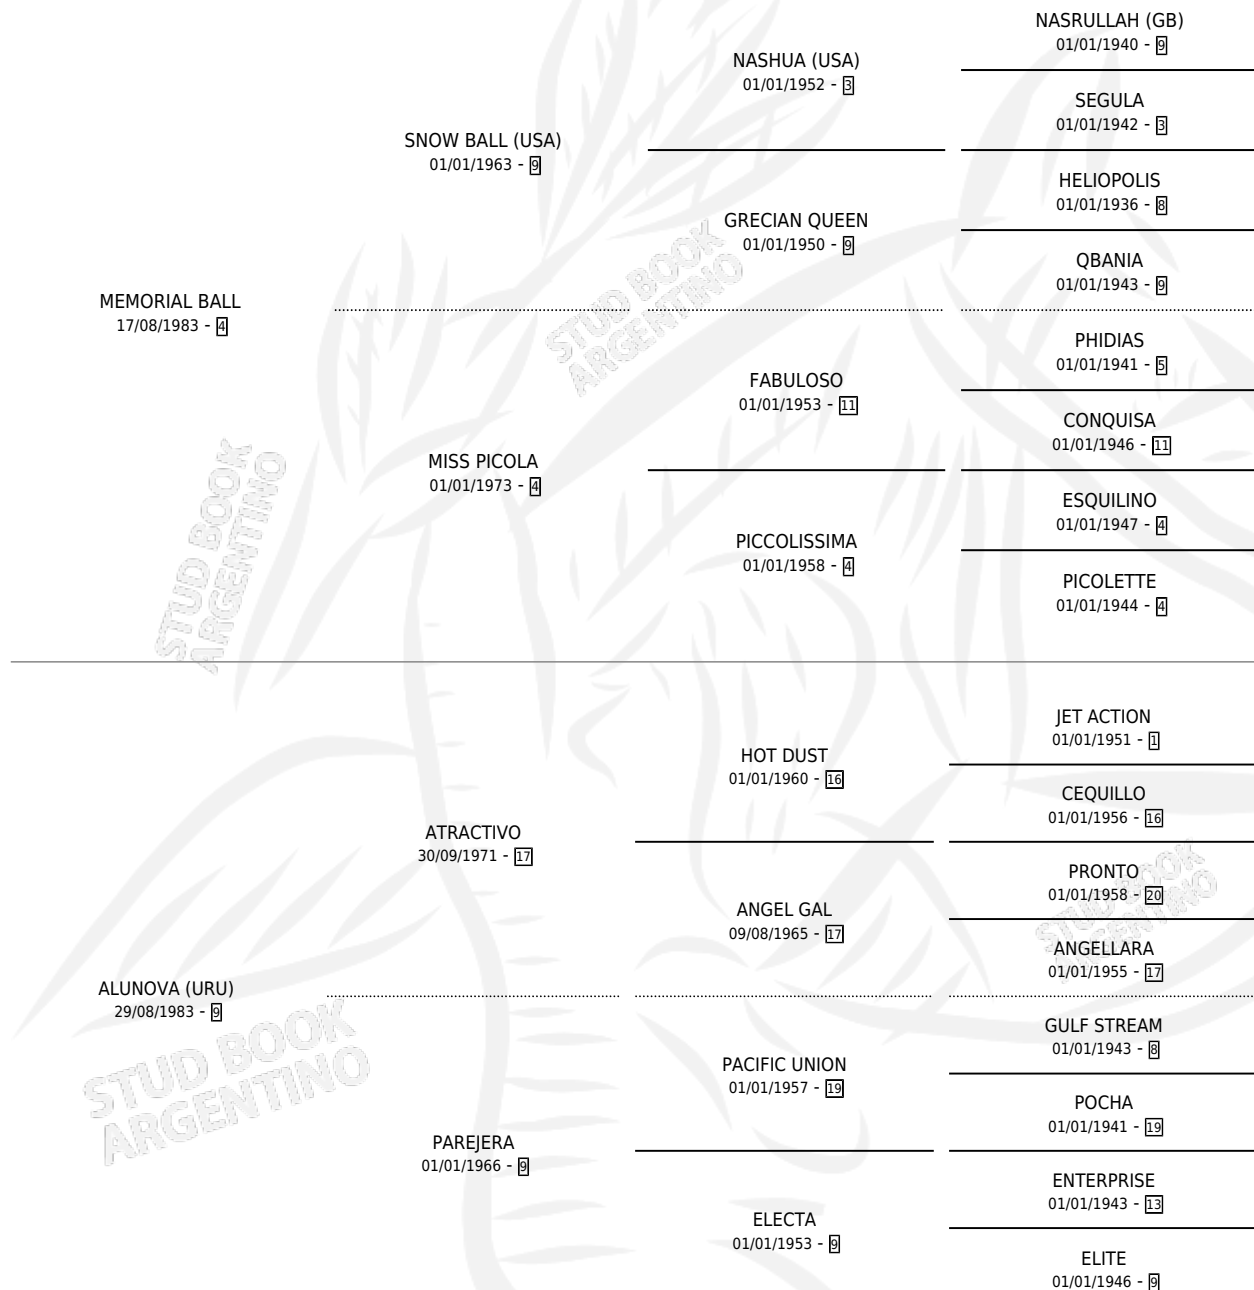 NASRULLAH (GB)
01/01/1940 - 9
NASHUA (USA)
01/01/1952 - 3
SEGULA
01/01/1942 - 3
SNOW BALL (USA)
01/01/1963 - 9
HELIOPOLIS
01/01/1936 - 8
GRECIAN QUEEN
01/01/1950 - 9
QBANIA
01/01/1943 - 9
MEMORIAL BALL
17/08/1983 - 4
PHIDIAS
01/01/1941 - 5
FABULOSO
01/01/1953 - 11
CONQUISA
01/01/1946 - 11
MISS PICOLA
01/01/1973 - 4
ESQUILINO
01/01/1947 - 4
PICCOLISSIMA
01/01/1958 - 4
PICOLETTE
01/01/1944 - 4
JET ACTION
01/01/1951 - 1
HOT DUST
01/01/1960 - 16
CEQUILLO
01/01/1956 - 16
ATRACTIVO
30/09/1971 - 17
PRONTO
01/01/1958 - 20
ANGEL GAL
09/08/1965 - 17
ANGELLARA
01/01/1955 - 17
ALUNOVA (URU)
29/08/1983 - 9
GULF STREAM
01/01/1943 - 8
PACIFIC UNION
01/01/1957 - 19
POCHA
01/01/1941 - 19
PAREJERA
01/01/1966 - 9
ENTERPRISE
01/01/1943 - 13
ELECTA
01/01/1953 - 9
ELITE
01/01/1946 - 9
STUD BOOK
ARGENTINO
STUD BOOK
ARGENTINO
STUD BOOK
ARGENTINO
STUD BOOK
ARGENTINO